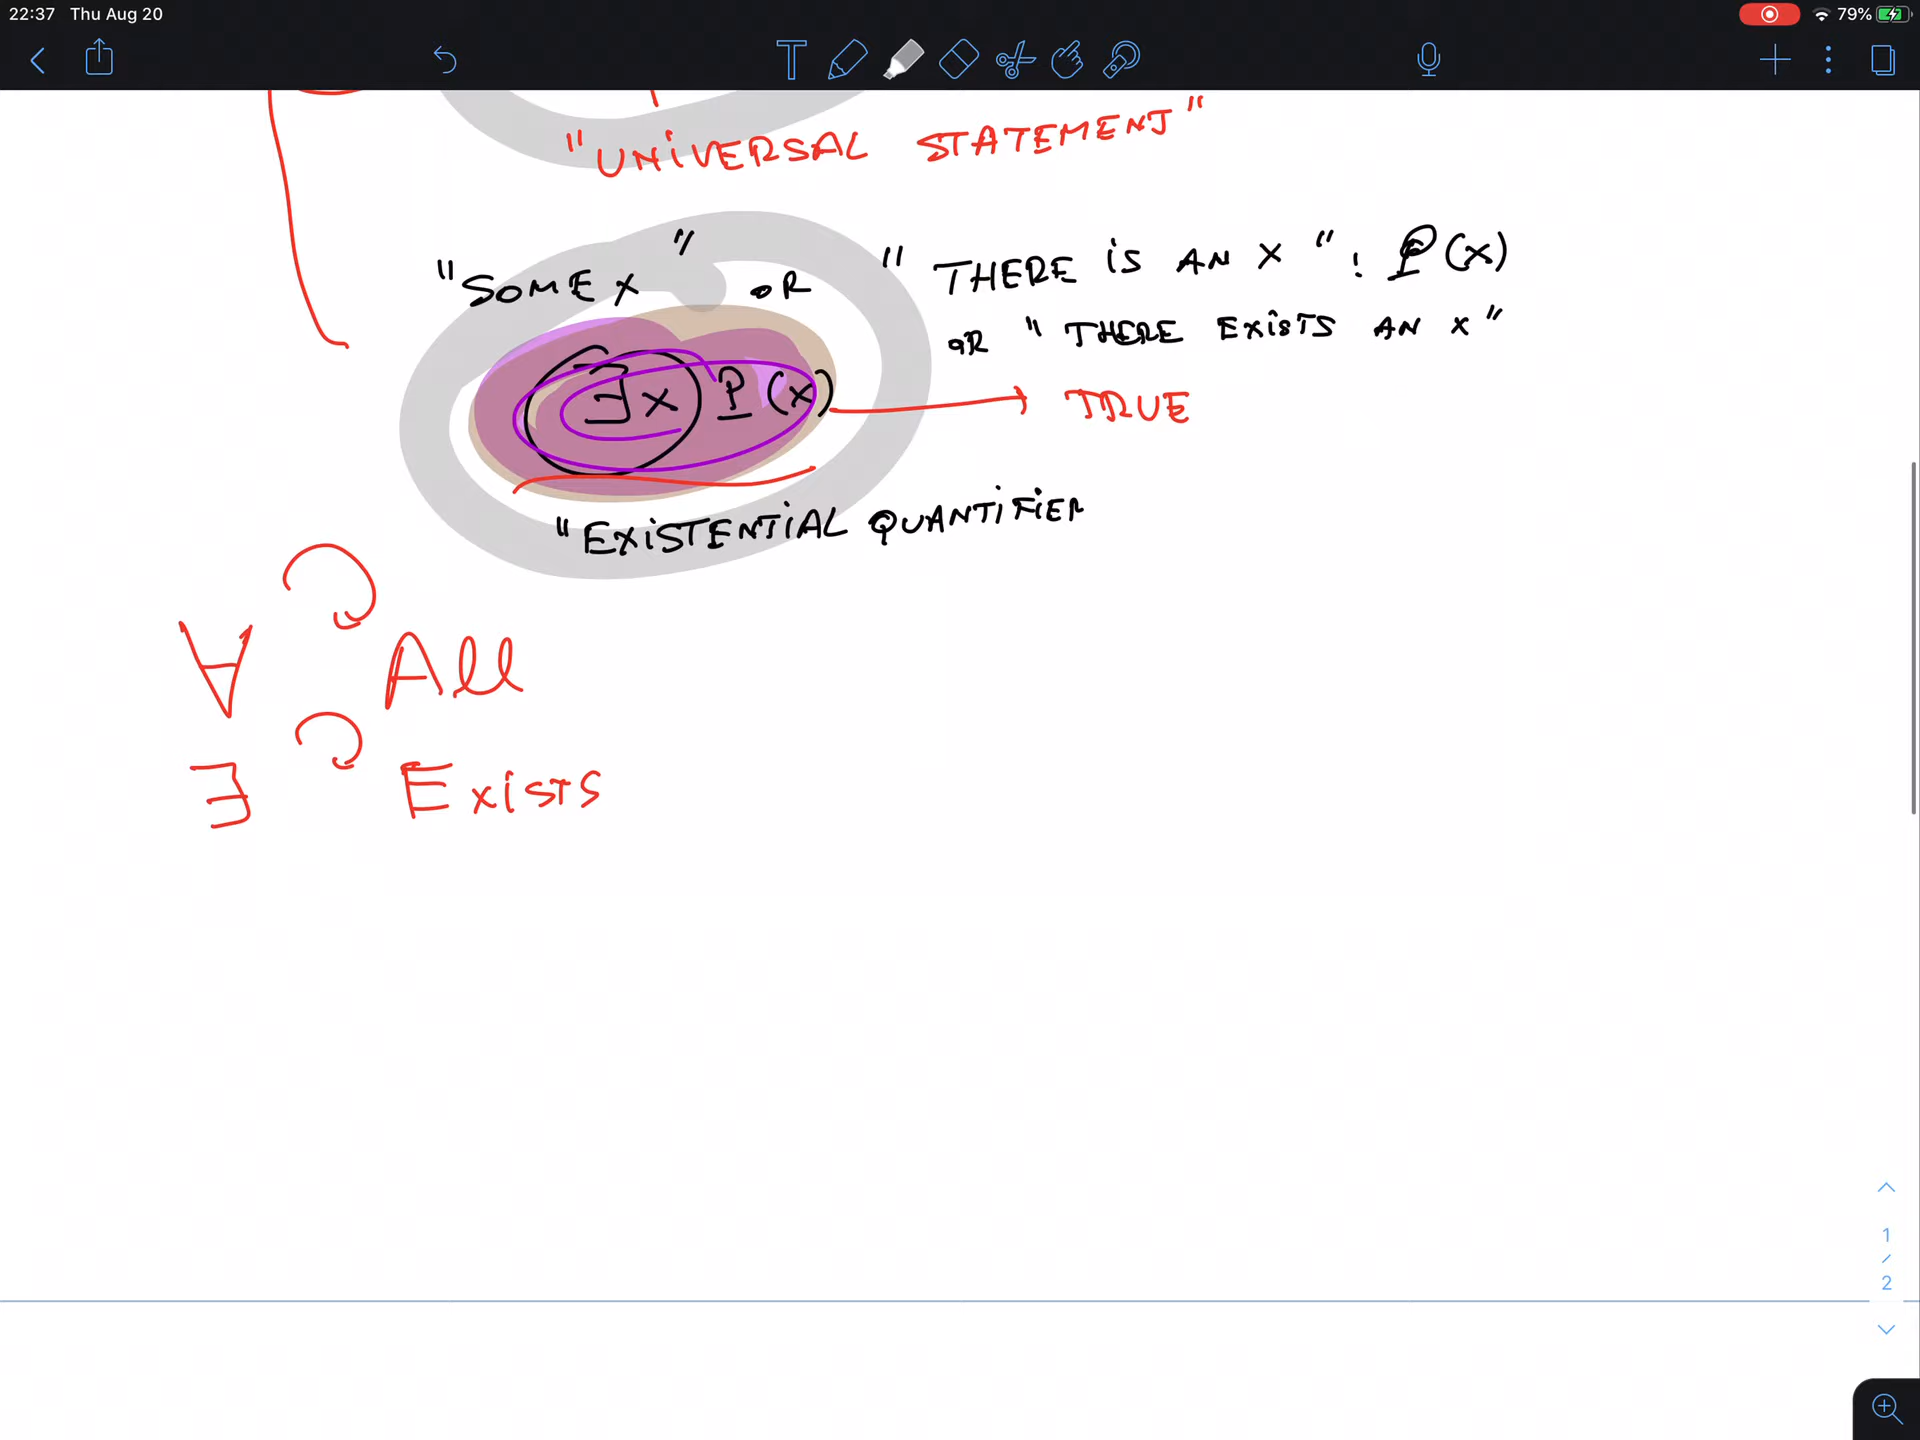 22:37 Thu Aug 20
79%
"UNIVERSAL STATEMENT"
"SOME X" OR "THERE IS AN X": P(x)
OR "THERE EXISTS AN X"
∃x P(x) → TRUE
"EXISTENTIAL QUANTIFIER
∀ All
∃ Exists
1
/
2